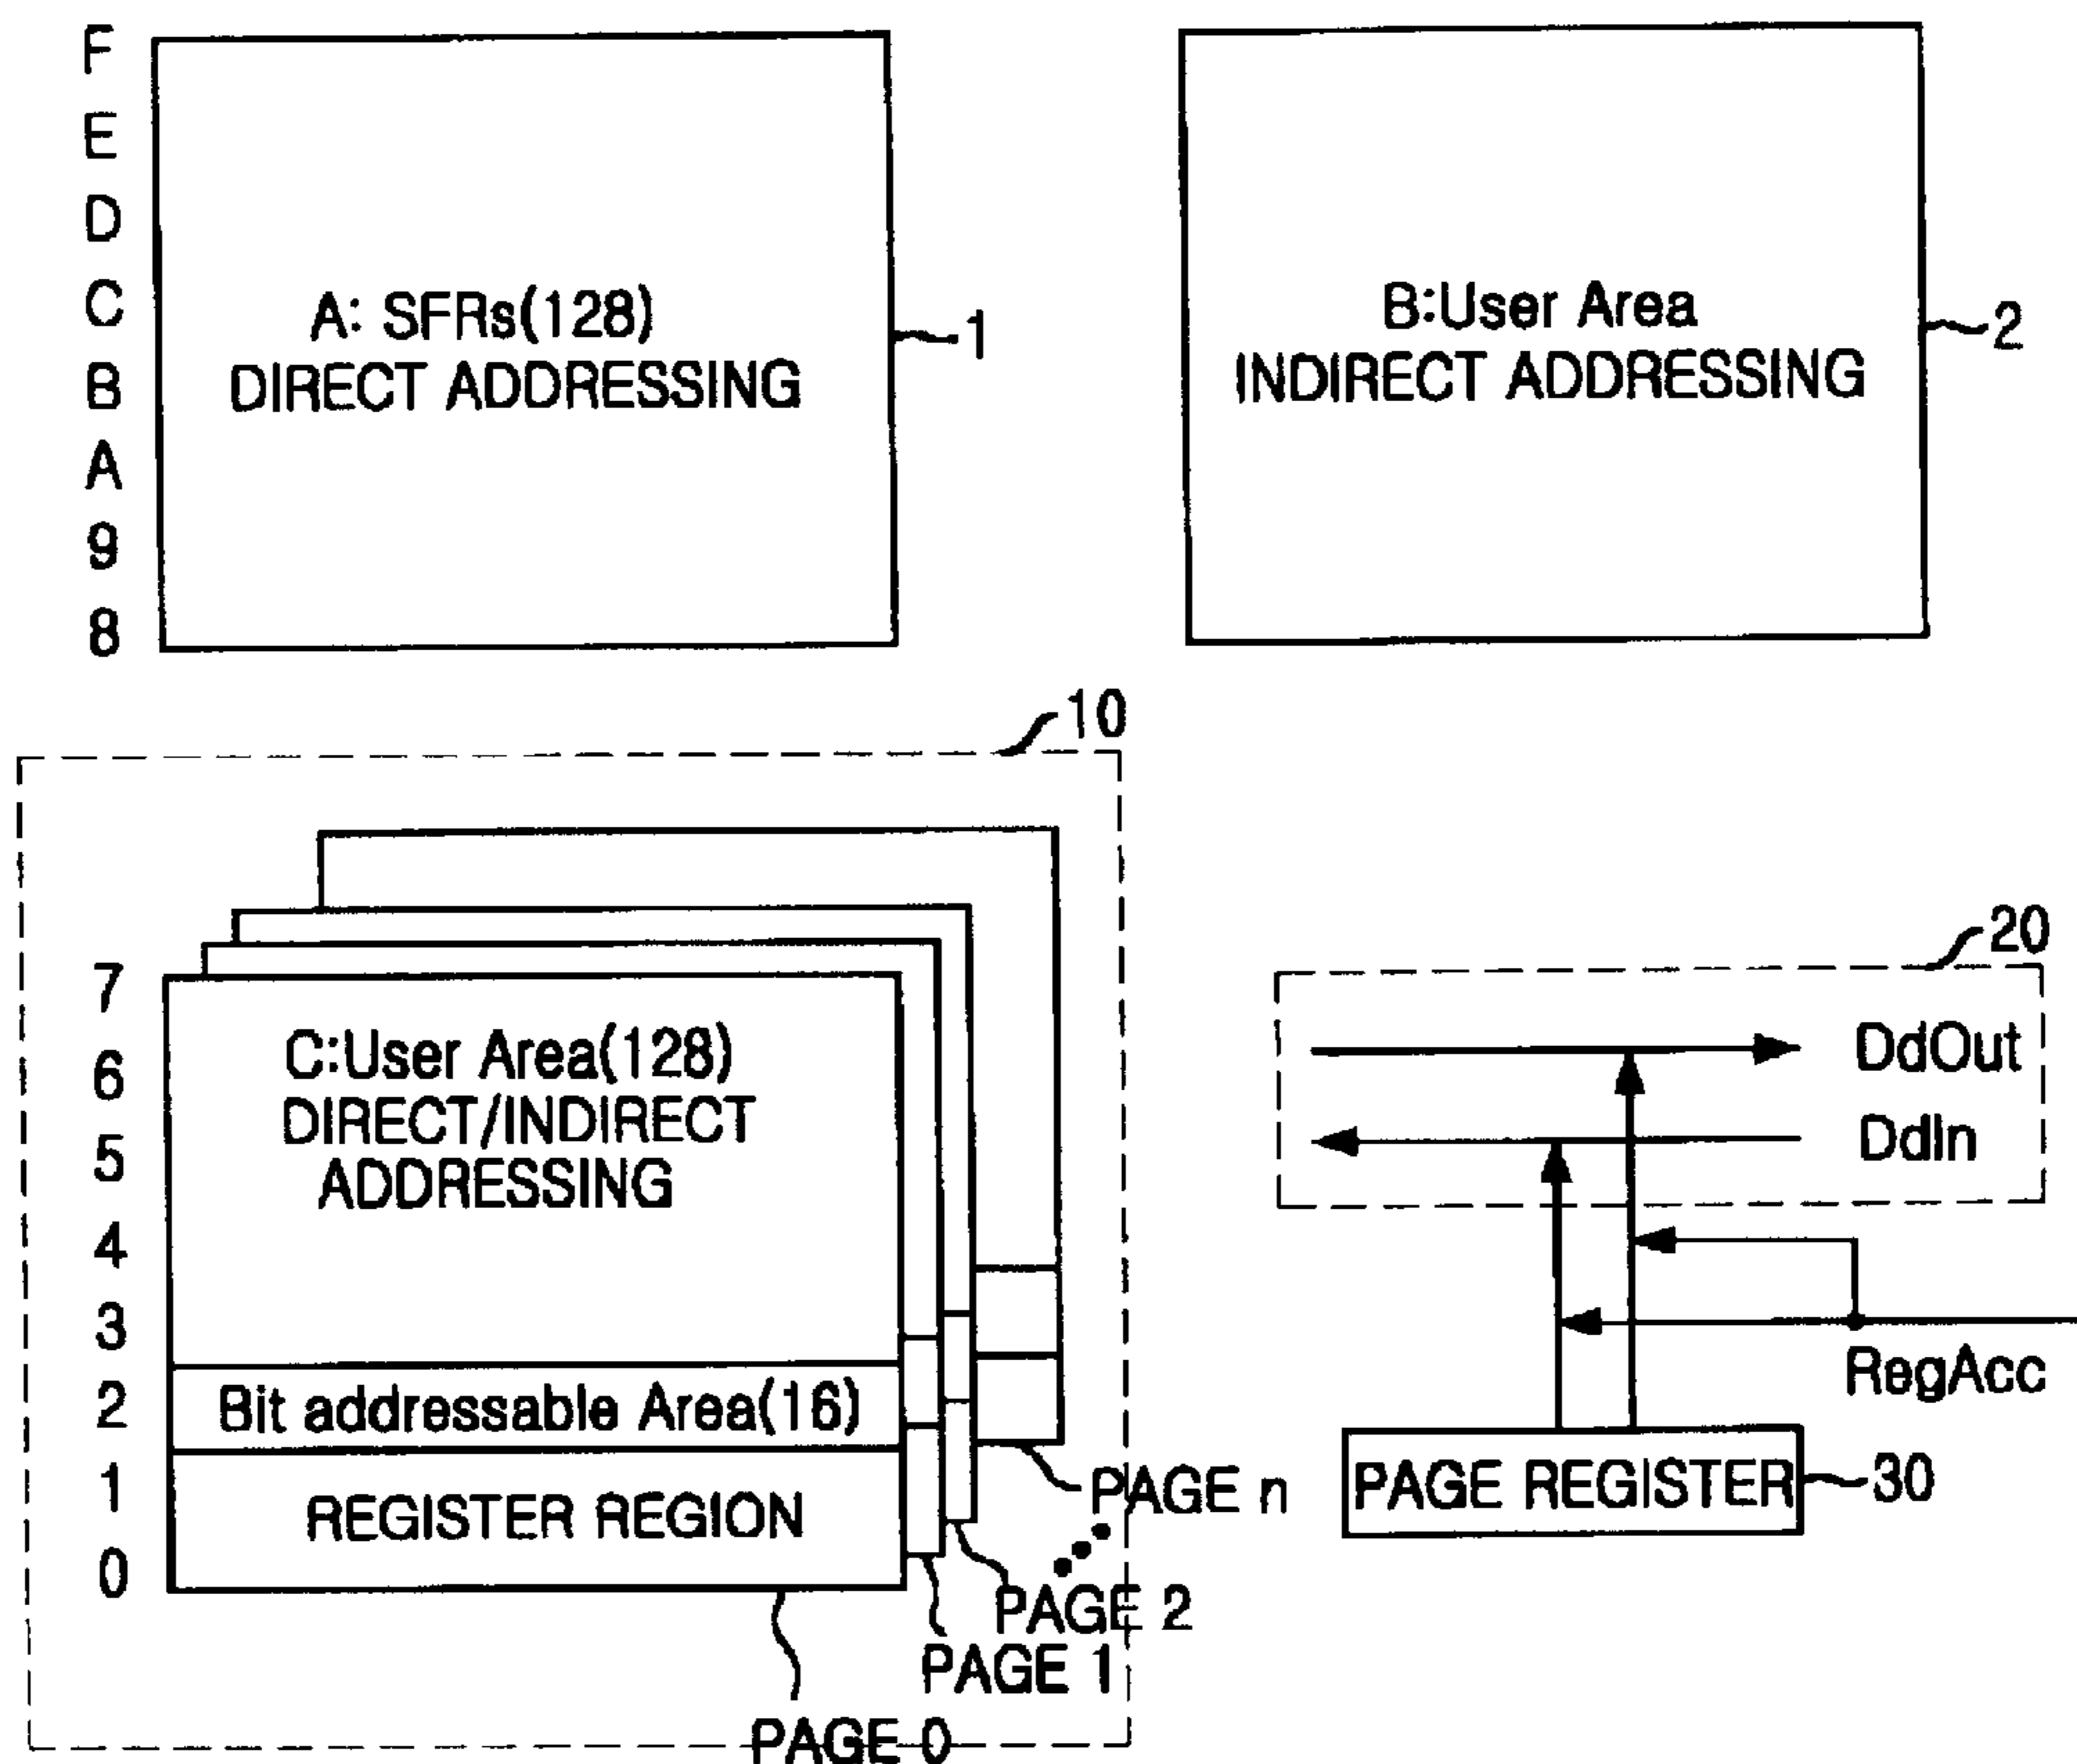 F
E
D
C
B
A
9
8
A: SFRs(128)
DIRECT ADDRESSING
1
B:User Area
INDIRECT ADDRESSING
2
10
7
6
5
4
3
2
1
0
C:User Area(128)
DIRECT/INDIRECT
ADDRESSING
Bit addressable Area(16)
REGISTER REGION
PAGE n
PAGE 2
PAGE 1
PAGE 0
20
DdOut
DdIn
RegAcc
PAGE REGISTER
30